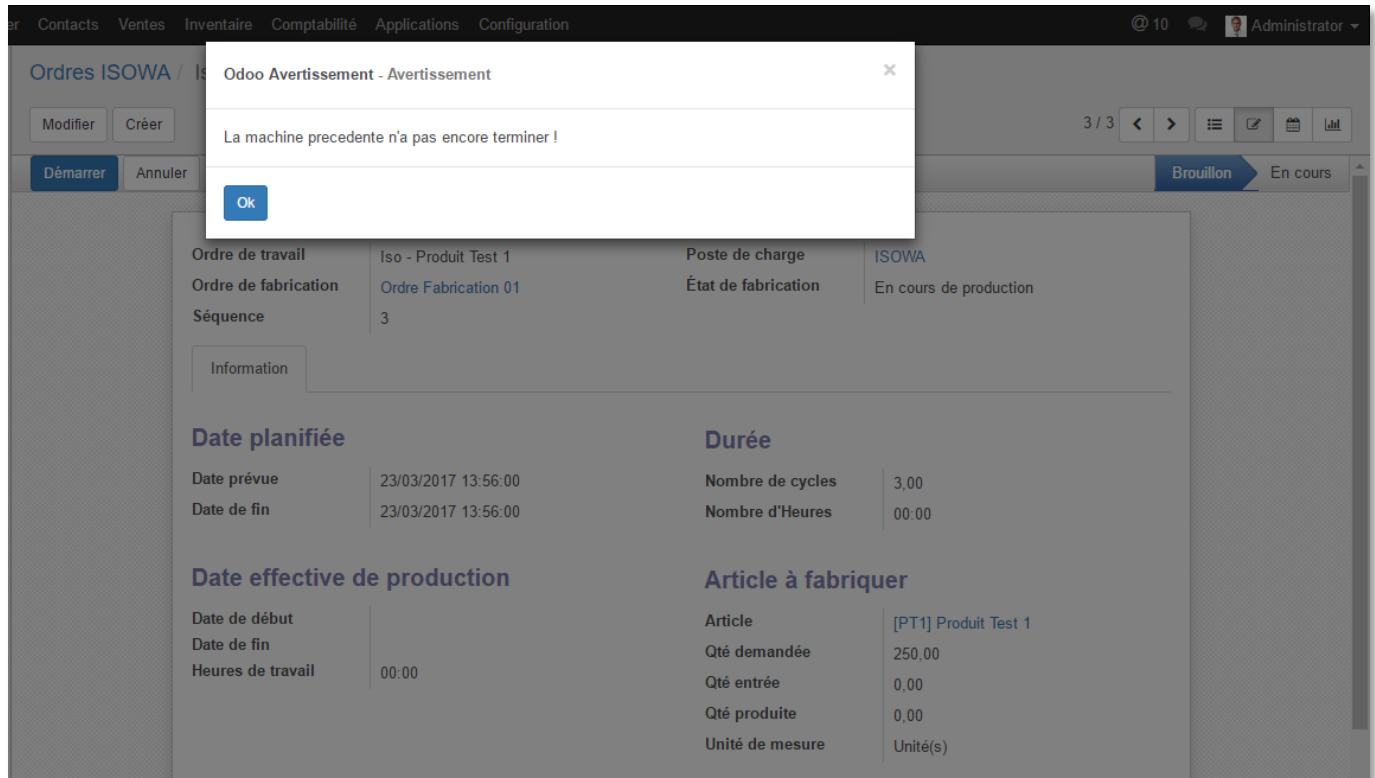 er Contacts Ventes Inventaire Comptabilité Applications Configuration @ 10 Administrator
Ordres ISOWA / Is
Odoo Avertissement - Avertissement ×
Modifier Créer 3 / 3
La machine precedente n'a pas encore terminer !
Démarrer Annuler Brouillon En cours
Ok
Ordre de travail Iso - Produit Test 1 Poste de charge ISOWA
Ordre de fabrication Ordre Fabrication 01 État de fabrication En cours de production
Séquence 3
Information
Date planifiée Durée
Date prévue 23/03/2017 13:56:00 Nombre de cycles 3,00
Date de fin 23/03/2017 13:56:00 Nombre d'Heures 00:00
Date effective de production Article à fabriquer
Date de début Article [PT1] Produit Test 1
Date de fin Qté demandée 250,00
Heures de travail 00:00 Qté entrée 0,00
Qté produite 0,00
Unité de mesure Unité(s)